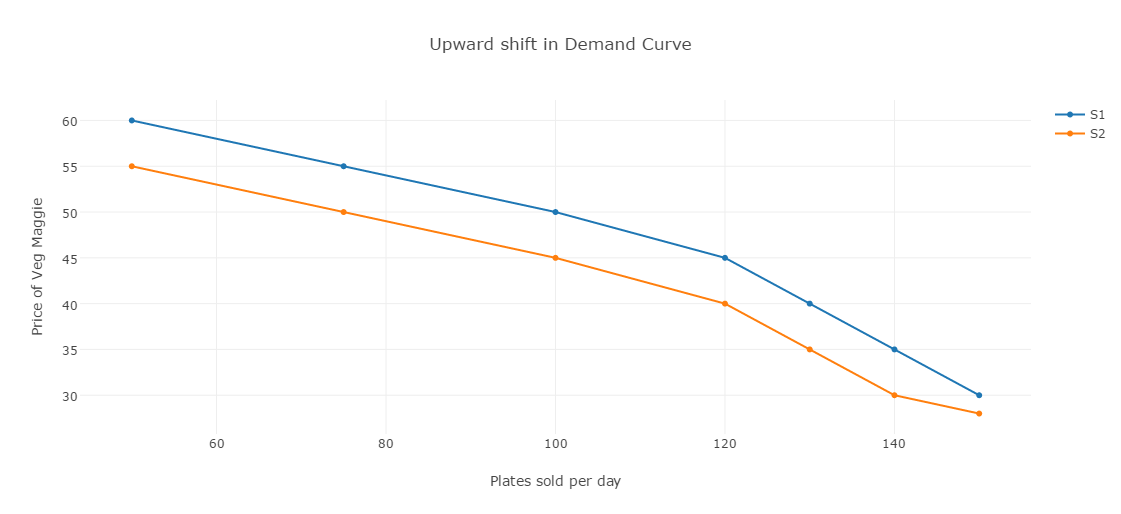 Upward shift in Demand Curve
S1
S2
Price of Veg Maggie
60
55
50
45
40
35
30
60
80
100
120
140
Plates sold per day